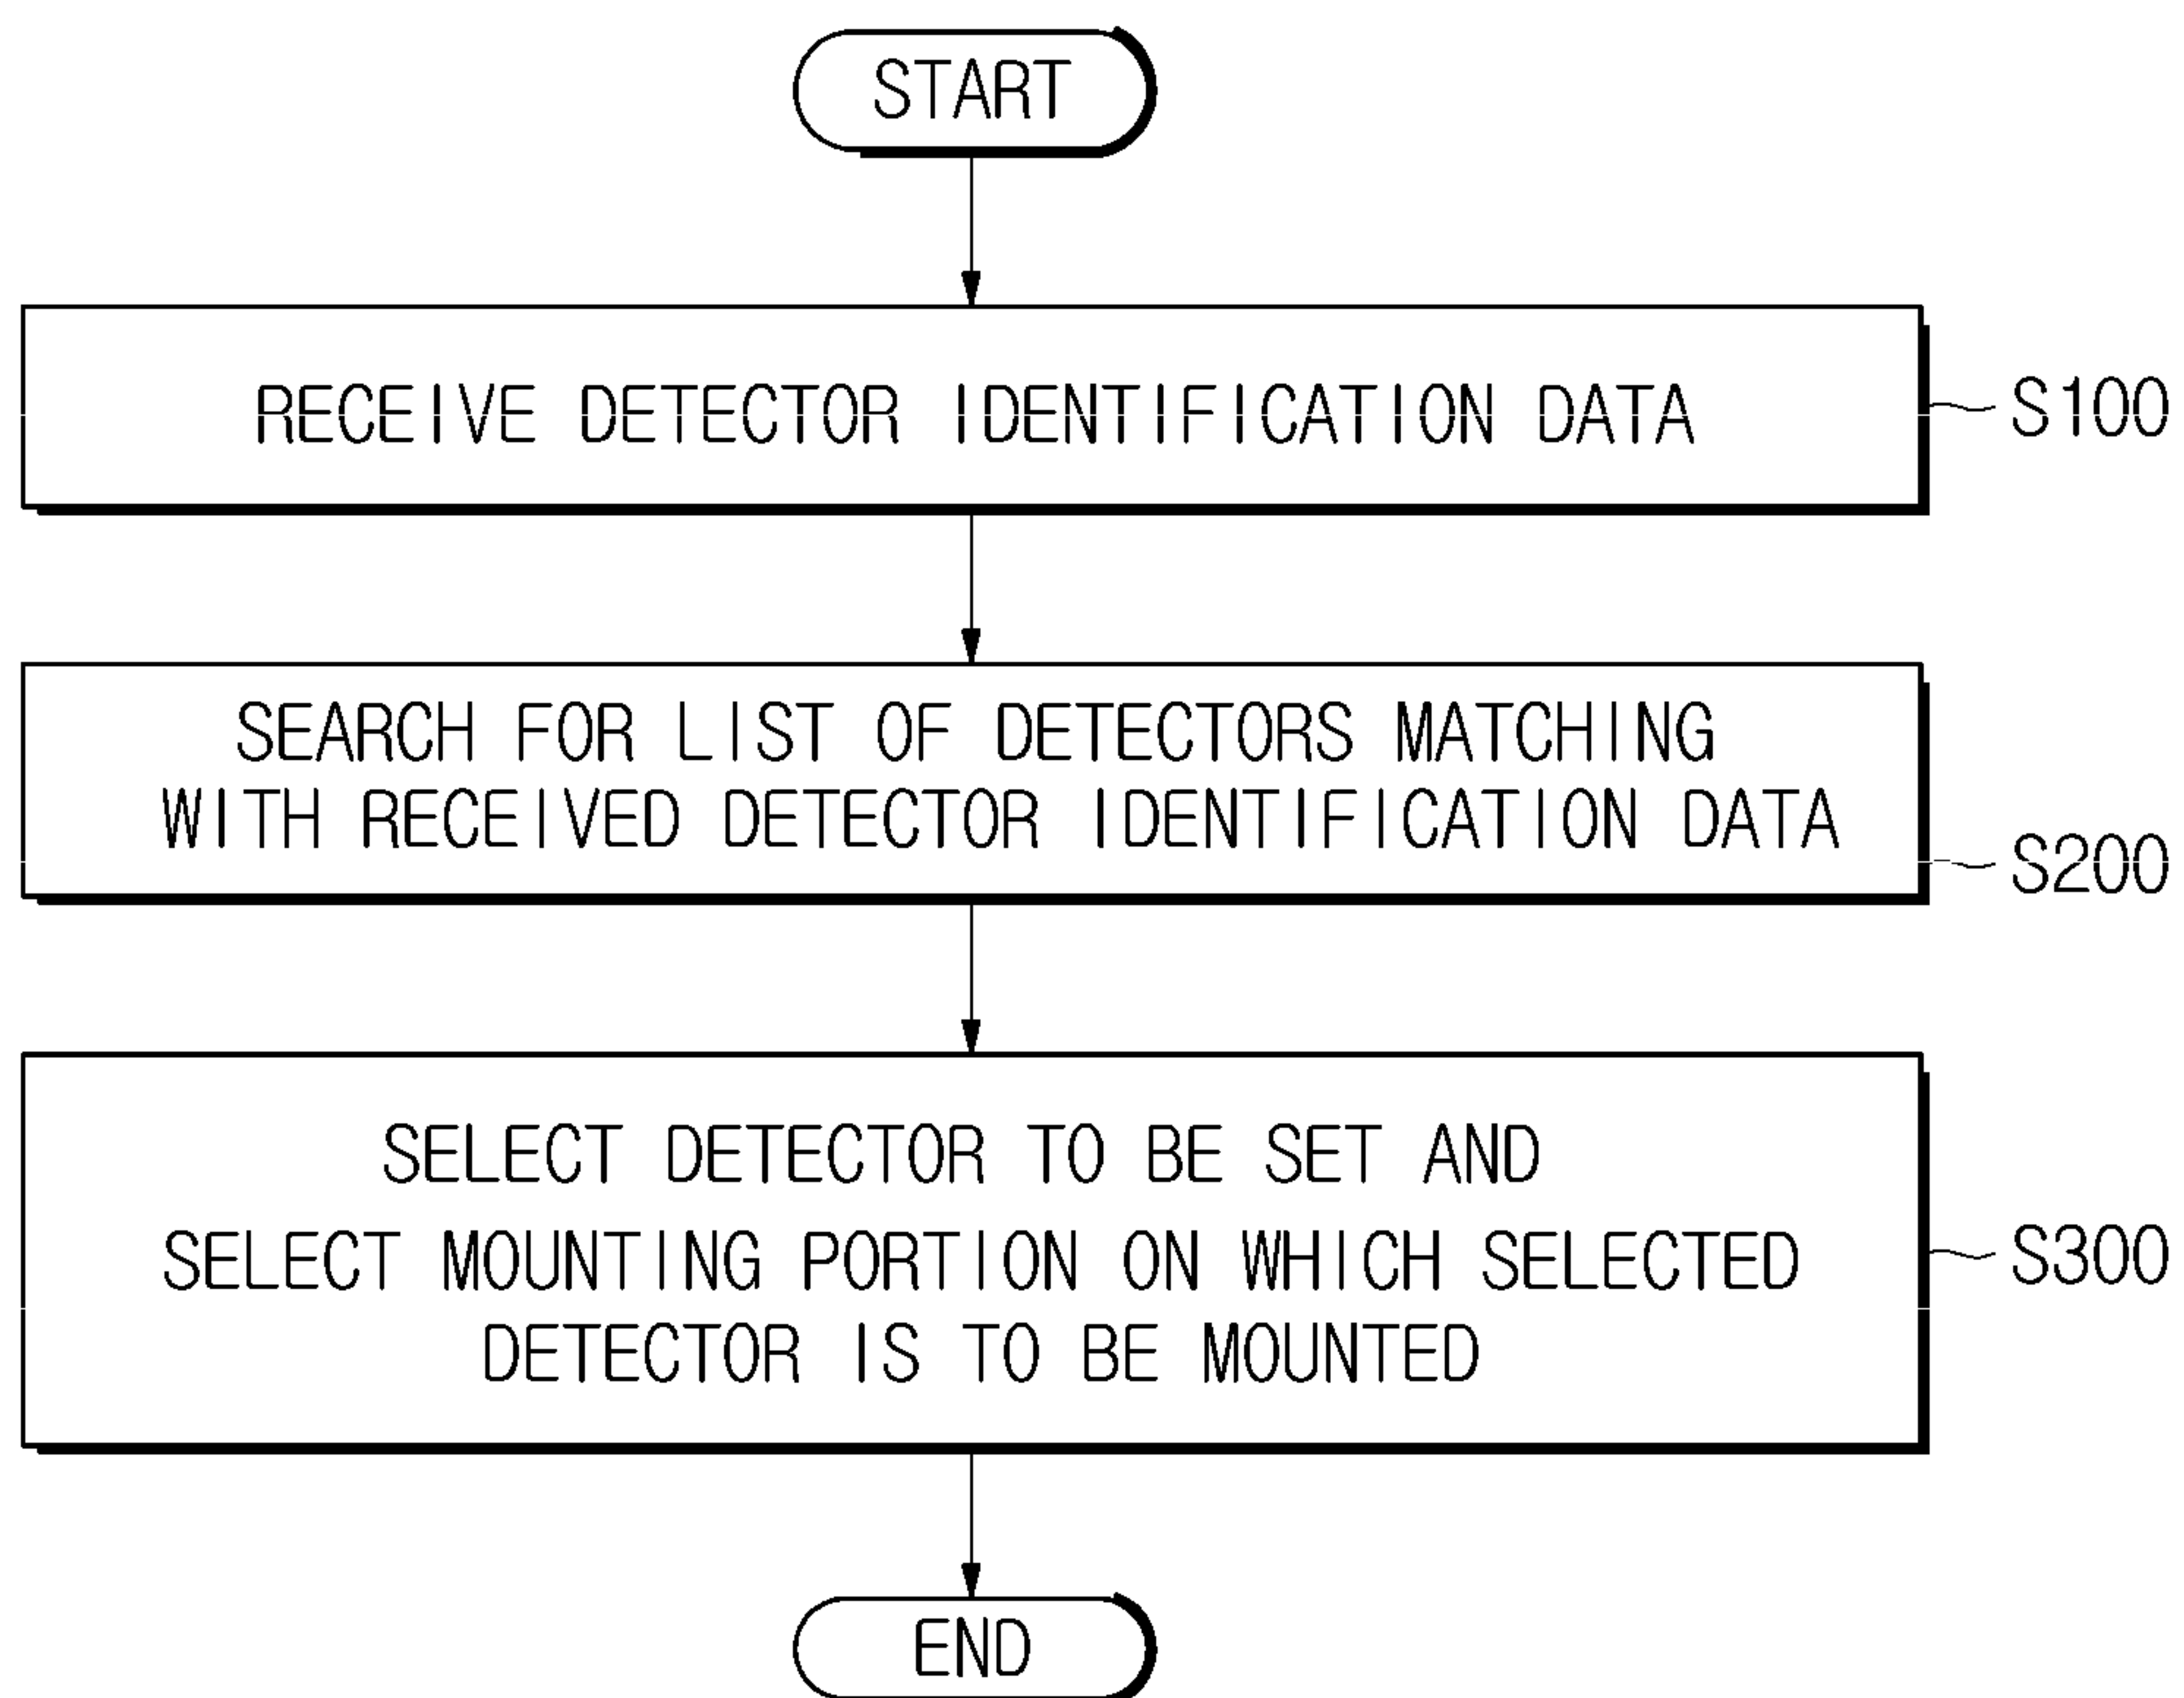 START
RECEIVE DETECTOR IDENTIFICATION DATA
S100
SEARCH FOR LIST OF DETECTORS MATCHING
WITH RECEIVED DETECTOR IDENTIFICATION DATA
S200
SELECT DETECTOR TO BE SET AND
SELECT MOUNTING PORTION ON WHICH SELECTED
DETECTOR IS TO BE MOUNTED
S300
END